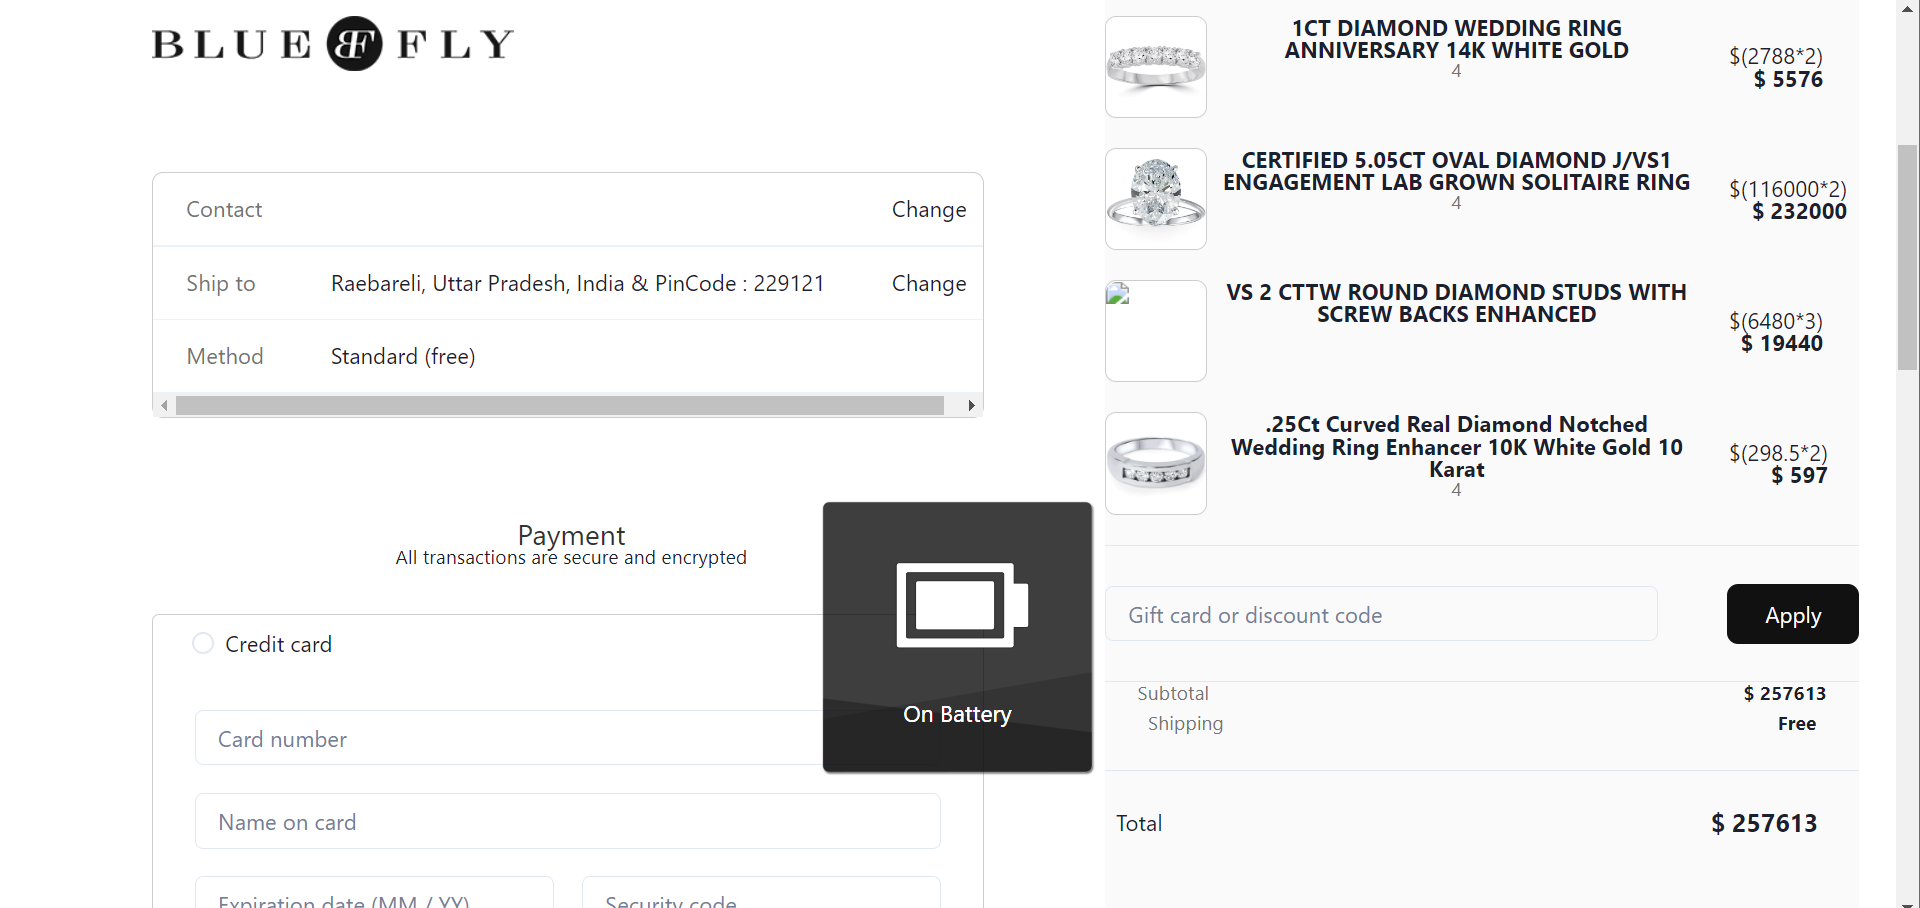 BLUE BF FLY
Contact
Change
Ship to
Raebareli, Uttar Pradesh, India & PinCode : 229121
Change
Method
Standard (free)
Payment
All transactions are secure and encrypted
Credit card
Card number
Name on card
Expiration date (MM / YY)
Security code
On Battery
1CT DIAMOND WEDDING RING
ANNIVERSARY 14K WHITE GOLD
4
$(2788*2)
$ 5576
CERTIFIED 5.05CT OVAL DIAMOND J/VS1
ENGAGEMENT LAB GROWN SOLITAIRE RING
4
$(116000*2)
$ 232000
VS 2 CTTW ROUND DIAMOND STUDS WITH
SCREW BACKS ENHANCED
$(6480*3)
$ 19440
.25Ct Curved Real Diamond Notched
Wedding Ring Enhancer 10K White Gold 10
Karat
4
$(298.5*2)
$ 597
Gift card or discount code
Apply
Subtotal
$ 257613
Shipping
Free
Total
$ 257613